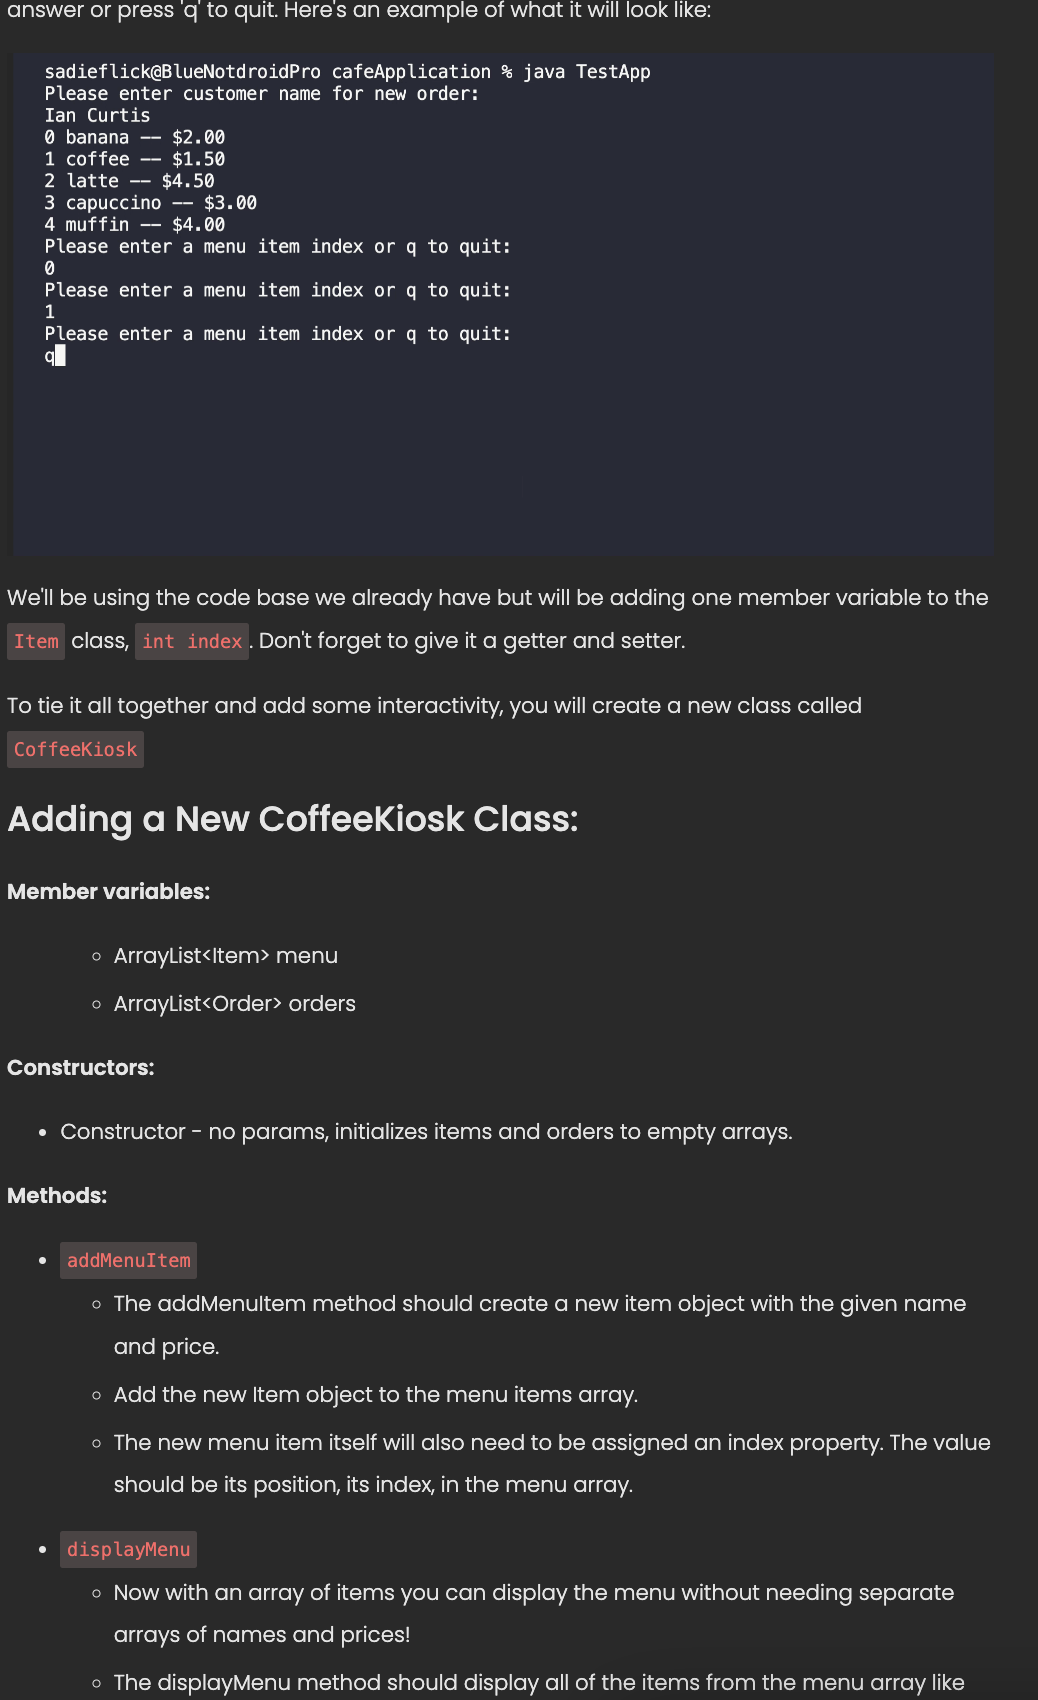 answer or press 'q' to quit. Here's an example of what it will look like:
sadieflick@BlueNotdroidPro cafeApplication % java TestApp
Please enter customer name for new order:
Ian Curtis
0 banana -- $2.00
1 coffee -- $1.50
2 latte -- $4.50
3 capuccino -- $3.00
4 muffin -- $4.00
Please enter a menu item index or q to quit:
0
Please enter a menu item index or q to quit:
1
Please enter a menu item index or q to quit:
q
We'll be using the code base we already have but will be adding one member variable to the
Item class, int index. Don't forget to give it a getter and setter.
To tie it all together and add some interactivity, you will create a new class called
CoffeeKiosk
Adding a New CoffeeKiosk Class:
Member variables:
ArrayList<Item> menu
ArrayList<Order> orders
Constructors:
Constructor - no params, initializes items and orders to empty arrays.
Methods:
addMenuItem
The addMenuItem method should create a new item object with the given name
and price.
Add the new Item object to the menu items array.
The new menu item itself will also need to be assigned an index property. The value
should be its position, its index, in the menu array.
displayMenu
Now with an array of items you can display the menu without needing separate
arrays of names and prices!
The displayMenu method should display all of the items from the menu array like